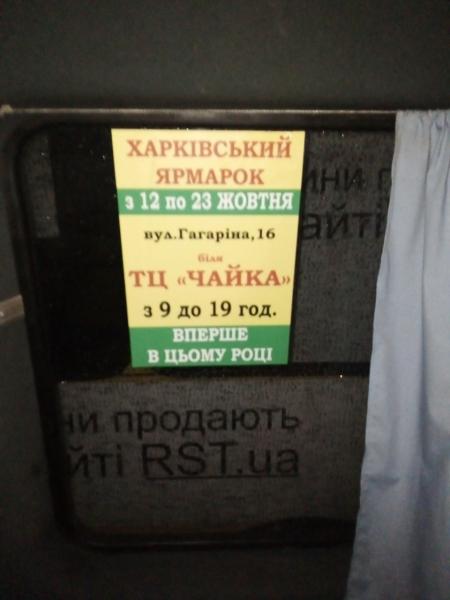 ХАРКІВСЬКИЙ
ЯРМАРОК
з 12 по 23 ЖОВТНЯ
вул.Гагаріна,16
біля
ТЦ «ЧАЙКА»
з 9 до 19 год.
ВПЕРШЕ
В ЦЬОМУ РОЦІ
продають
RST.ua